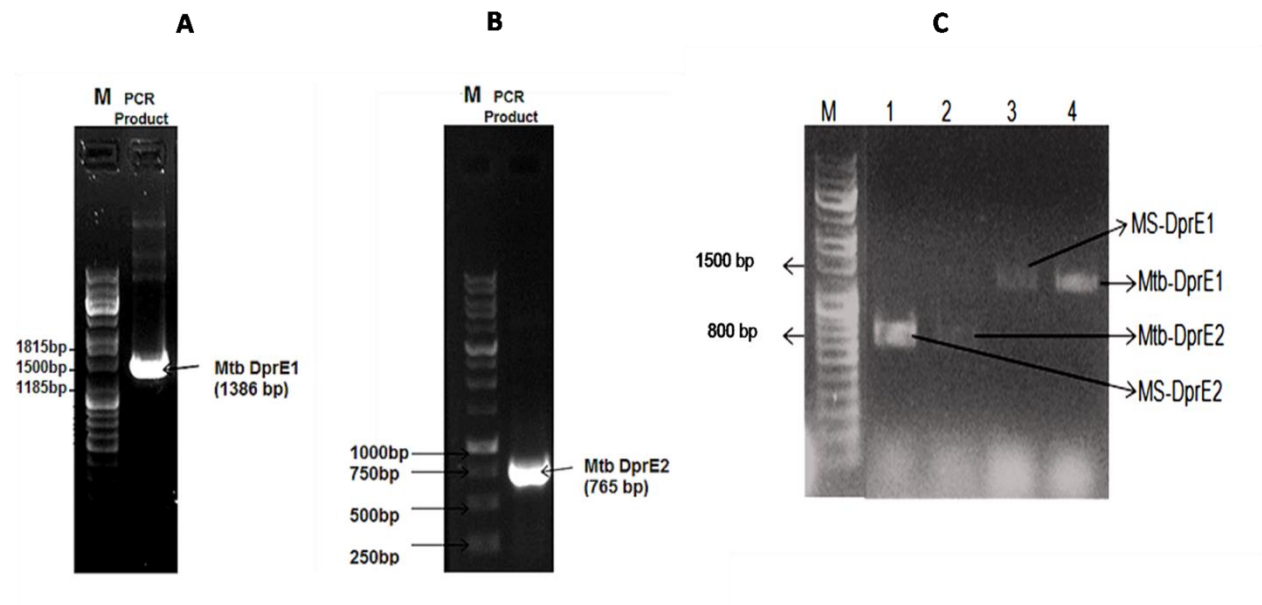 A
B
C
M PCR
Product
1815bp
1500bp
1185bp
Mtb DprE1
(1386 bp)
M PCR
Product
1000bp
750bp
500bp
250bp
Mtb DprE2
(765 bp)
M 1 2 3 4
1500 bp
800 bp
MS-DprE1
Mtb-DprE1
Mtb-DprE2
MS-DprE2